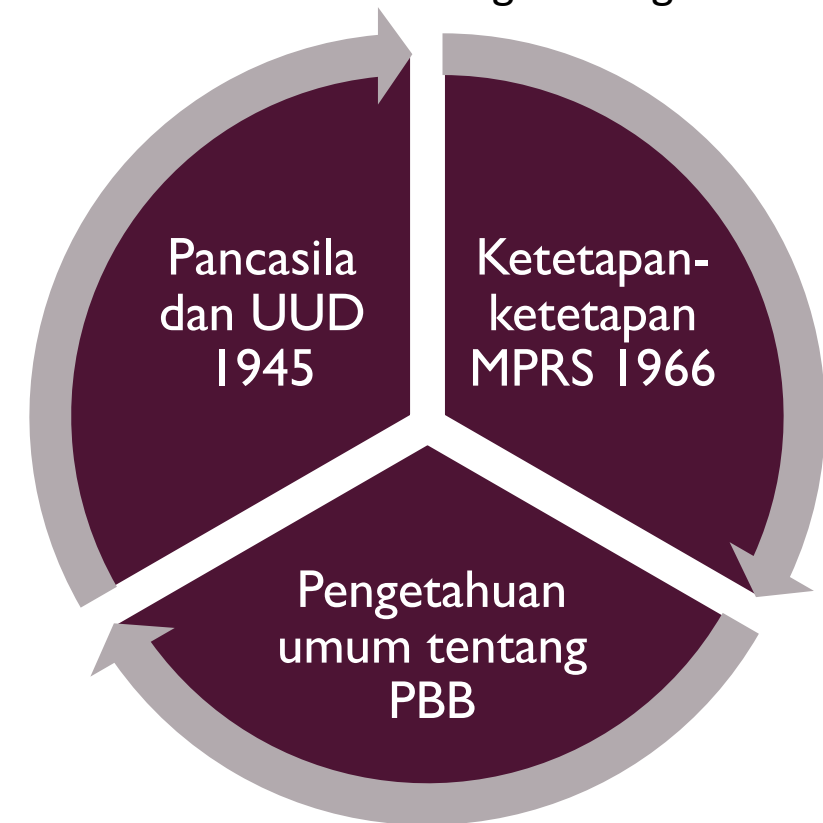 Pancasila
dan UUD
1945
Ketetapan-
ketetapan
MPRS 1966
Pengetahuan
umum tentang
PBB